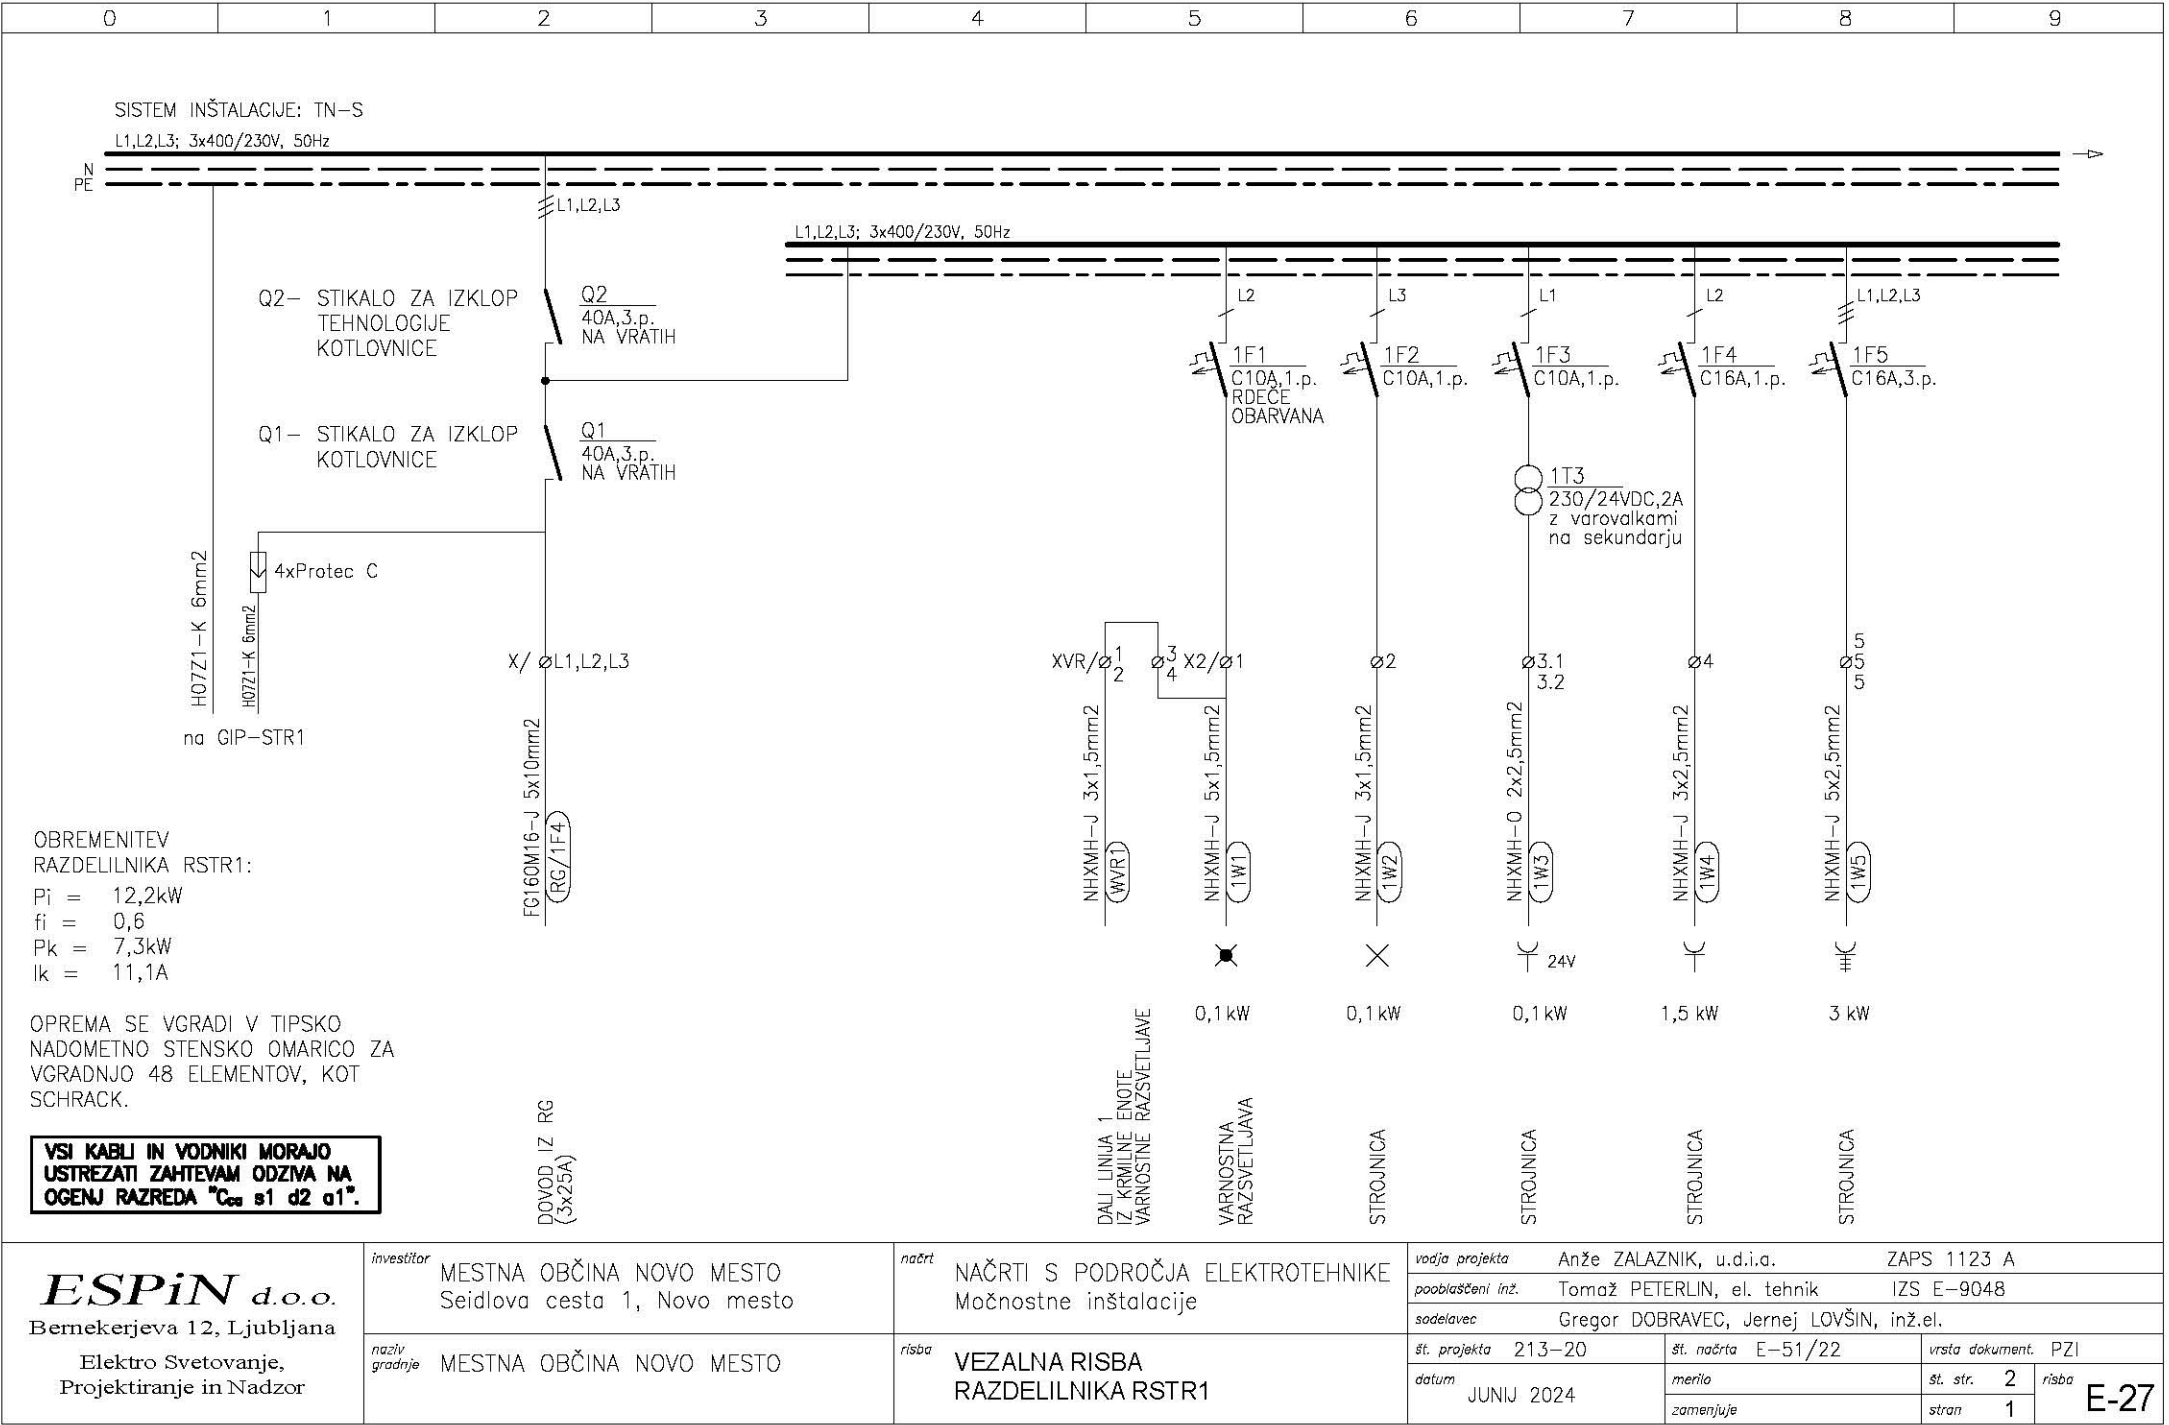 0 1 2 3 4 5 6 7 8 9
SISTEM INŠTALACIJE: TN-S
L1,L2,L3; 3x400/230V, 50Hz
N
PE
L1,L2,L3
L1,L2,L3; 3x400/230V, 50Hz
Q2- STIKALO ZA IZKLOP
TEHNOLOGIJE
KOTLOVNICE
Q2
40A,3.p.
NA VRATIH
Q1- STIKALO ZA IZKLOP
KOTLOVNICE
Q1
40A,3.p.
NA VRATIH
L2
L3
L1
L2
L1,L2,L3
1F1
C10A,1.p.
RDEČE
OBARVANA
1F2
C10A,1.p.
1F3
C10A,1.p.
1F4
C16A,1.p.
1F5
C16A,3.p.
1T3
230/24VDC,2A
z varovalkami
na sekundarju
H07Z1-K 6mm2
H07Z1-K 6mm2
4xProtec C
na GIP-STR1
X/ L1,L2,L3
XVR/ 1
2
3
4
X2/ 1
2
3.1
3.2
4
5
5
5
FG16OM16-J 5x10mm2
RG/1F4
NHXMH-J 3x1,5mm2
WVR1
NHXMH-J 5x1,5mm2
1W1
NHXMH-J 3x1,5mm2
1W2
NHXMH-O 2x2,5mm2
1W3
NHXMH-J 3x2,5mm2
1W4
NHXMH-J 5x2,5mm2
1W5
24V
0,1kW
0,1kW
0,1kW
1,5 kW
3 kW
OBREMENITEV
RAZDELILNIKA RSTR1:
Pi = 12,2kW
fi = 0,6
Pk = 7,3kW
Ik = 11,1A
OPREMA SE VGRADI V TIPSKO
NADOMETNO STENSKO OMARICO ZA
VGRADNJO 48 ELEMENTOV, KOT
SCHRACK.
VSI KABLI IN VODNIKI MORAJO
USTREZATI ZAHTEVAM ODZIVA NA
OGENJ RAZREDA "Cca s1 d2 a1".
DOVOD IZ RG
(3x25A)
DALI LINIJA 1
IZ KRMILNE ENOTE
VARNOSTNE RAZSVETLJAVE
VARNOSTNA
RAZSVETLJAVA
STROJNICA
STROJNICA
STROJNICA
STROJNICA
ESPiN d.o.o.
Bernekerjeva 12, Ljubljana
Elektro Svetovanje,
Projektiranje in Nadzor
investitor MESTNA OBČINA NOVO MESTO
Seidlova cesta 1, Novo mesto
naziv
gradnje MESTNA OBČINA NOVO MESTO
načrt NAČRTI S PODROČJA ELEKTROTEHNIKE
Močnostne inštalacije
risba VEZALNA RISBA
RAZDELILNIKA RSTR1
vodja projekta Anže ZALAZNIK, u.d.i.a. ZAPS 1123 A
pooblaščeni inž. Tomaž PETERLIN, el. tehnik IZS E-9048
sodelavec Gregor DOBRAVEC, Jernej LOVŠIN, inž.el.
št. projekta 213-20 št. načrta E-51/22 vrsta dokument. PZI
datum JUNIJ 2024 merilo št. str. 2 risba E-27
zamenjuje stran 1